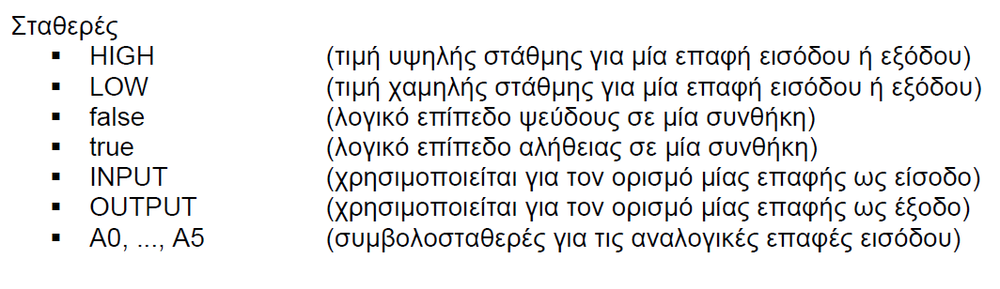 Σταθερές
▪ HIGH (τιμή υψηλής στάθμης για μία επαφή εισόδου ή εξόδου)
▪ LOW (τιμή χαμηλής στάθμης για μία επαφή εισόδου ή εξόδου)
▪ false (λογικό επίπεδο ψεύδους σε μία συνθήκη)
▪ true (λογικό επίπεδο αλήθειας σε μία συνθήκη)
▪ INPUT (χρησιμοποιείται για τον ορισμό μίας επαφής ως είσοδο)
▪ OUTPUT (χρησιμοποιείται για τον ορισμό μίας επαφής ως έξοδο)
▪ A0, ..., A5 (συμβολοσταθερές για τις αναλογικές επαφές εισόδου)